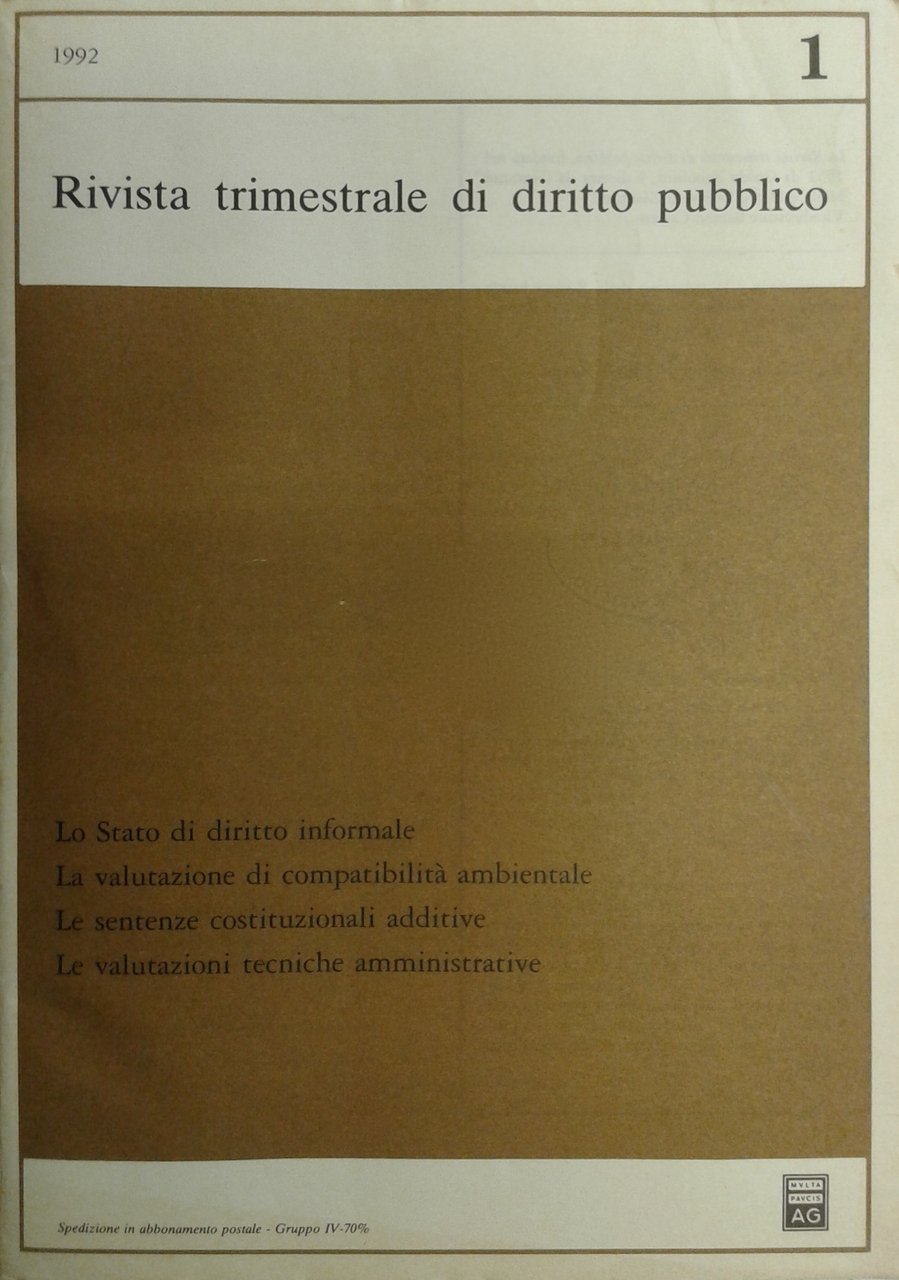 1992
1
Rivista trimestrale di diritto pubblico
Lo Stato di diritto informale
La valutazione di compatibilità ambientale
Le sentenze costituzionali additive
Le valutazioni tecniche amministrative
MVLTA
PAVCIS
AG
Spedizione in abbonamento postale - Gruppo IV-70%